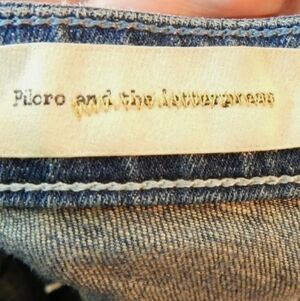 Pilcro and the letterpress